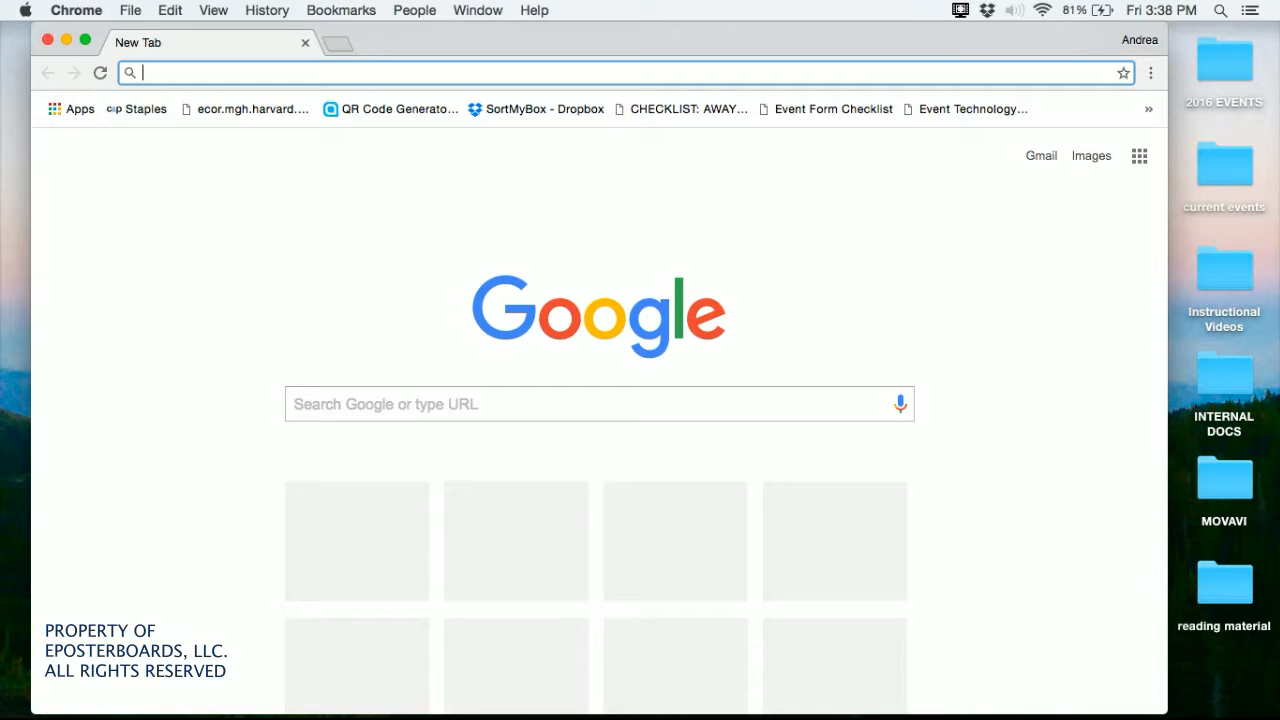 Chrome File Edit View History Bookmarks People Window Help 81% Fri 3:38 PM
New Tab Andrea
Apps Staples ecor.mgh.harvard.... QR Code Generato... SortMyBox - Dropbox CHECKLIST: AWAY... Event Form Checklist Event Technology... »
Gmail Images
Google
Search Google or type URL
PROPERTY OF
EPOSTERBOARDS, LLC.
ALL RIGHTS RESERVED
2016 EVENTS
current events
Instructional
Videos
INTERNAL
DOCS
MOVAVI
reading material